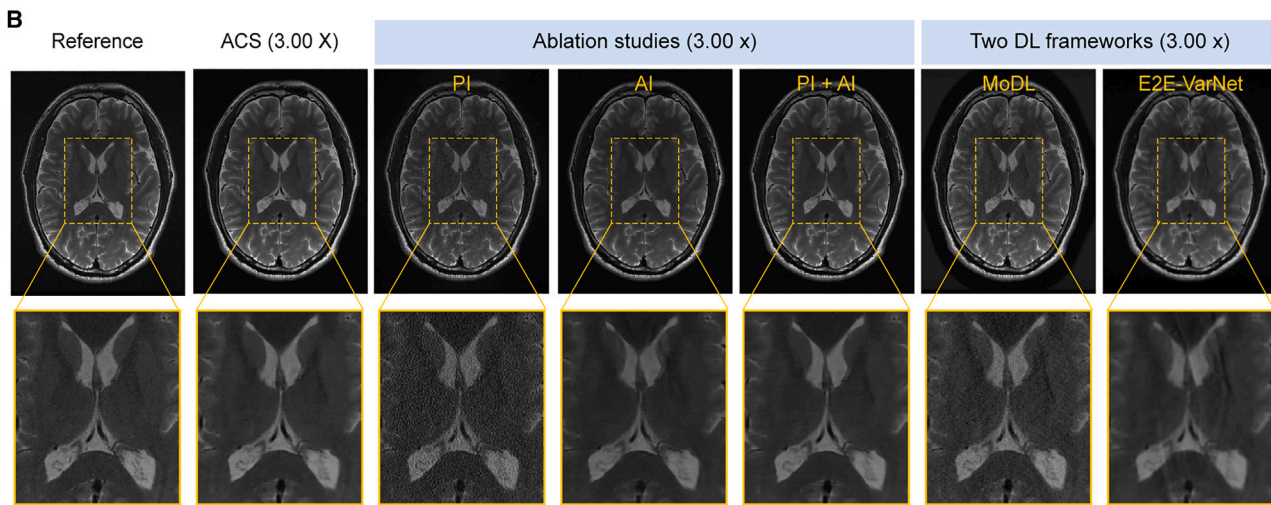 B
Reference
ACS (3.00 X)
Ablation studies (3.00 x)
Two DL frameworks (3.00 x)
PI
AI
PI + AI
MoDL
E2E-VarNet